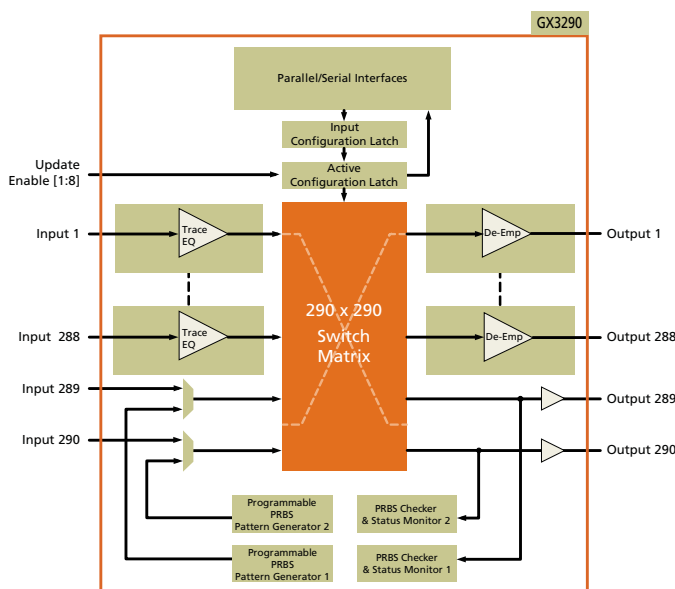 GX3290
Parallel/Serial Interfaces
Input
Configuration Latch
Update
Enable [1:8]
Active
Configuration Latch
Input 1
Trace
EQ
De-Emp
Output 1
290 x 290
Switch
Matrix
Input 288
Trace
EQ
De-Emp
Output 288
Input 289
Output 289
Input 290
Output 290
Programmable
PRBS
Pattern Generator 2
PRBS Checker
& Status Monitor 2
Programmable
PRBS
Pattern Generator 1
PRBS Checker
& Status Monitor 1